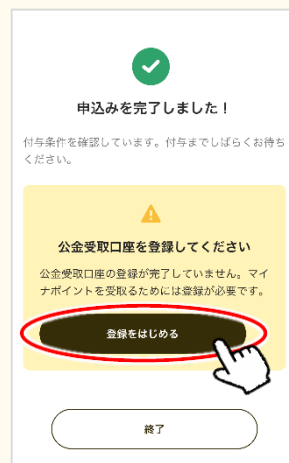 申込みを完了しました！
付与条件を確認しています。付与までしばらくお待ち
ください。
公金受取口座を登録してください
公金受取口座の登録が完了していません。マイ
ナポイントを受取るためには登録が必要です。
登録をはじめる
終了